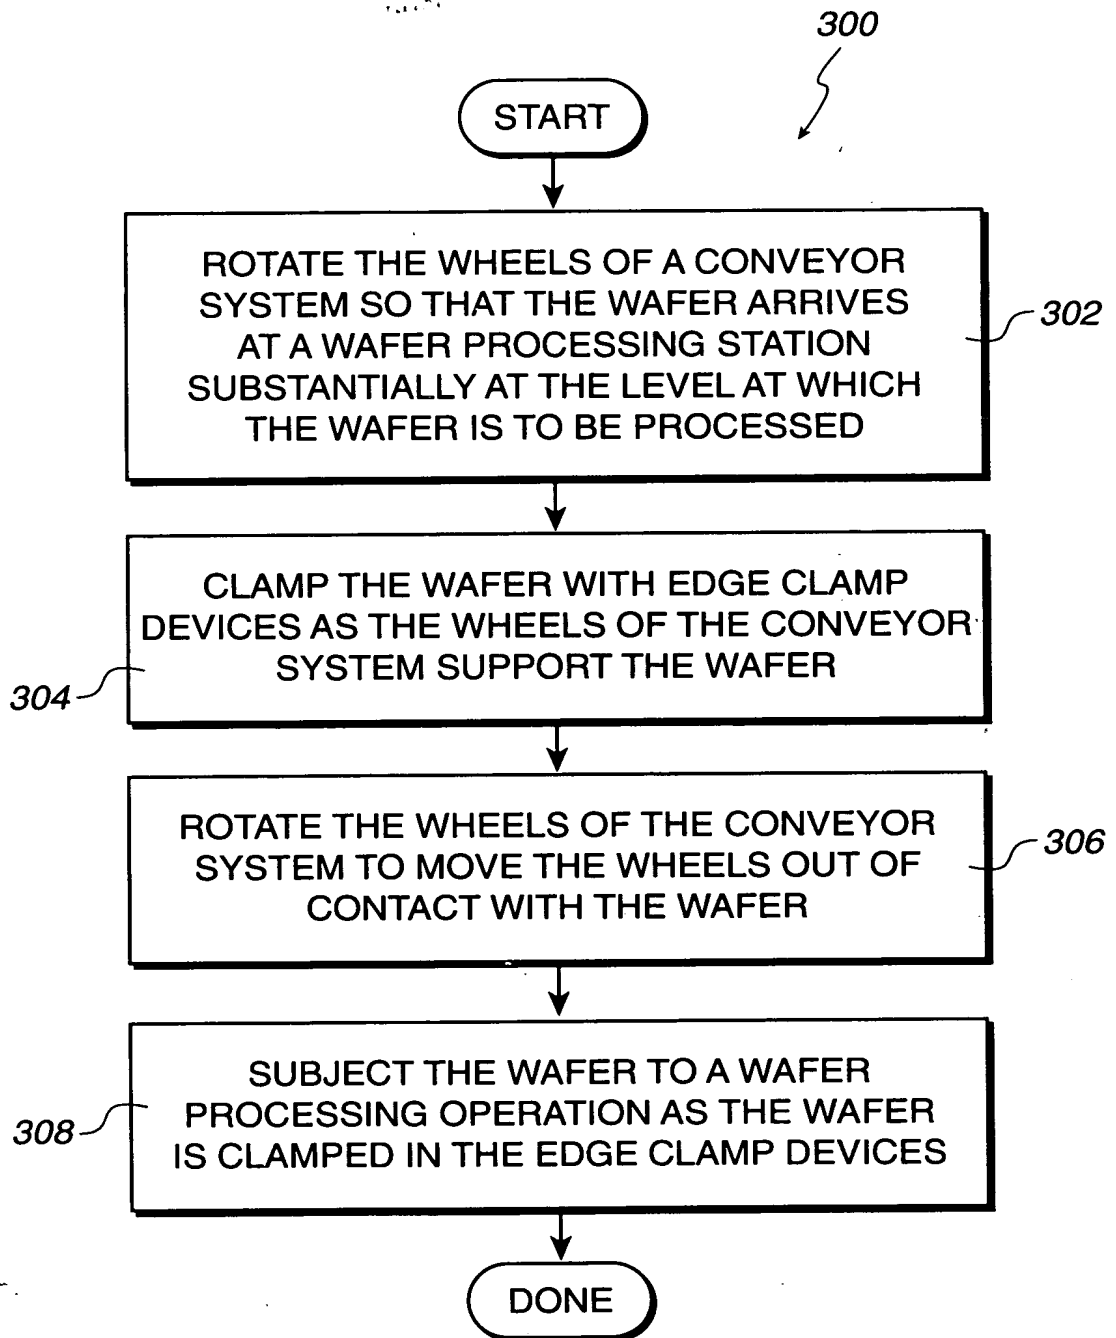 300
START
ROTATE THE WHEELS OF A CONVEYOR
SYSTEM SO THAT THE WAFER ARRIVES
AT A WAFER PROCESSING STATION
SUBSTANTIALLY AT THE LEVEL AT WHICH
THE WAFER IS TO BE PROCESSED
302
CLAMP THE WAFER WITH EDGE CLAMP
DEVICES AS THE WHEELS OF THE CONVEYOR
SYSTEM SUPPORT THE WAFER
304
ROTATE THE WHEELS OF THE CONVEYOR
SYSTEM TO MOVE THE WHEELS OUT OF
CONTACT WITH THE WAFER
306
SUBJECT THE WAFER TO A WAFER
PROCESSING OPERATION AS THE WAFER
IS CLAMPED IN THE EDGE CLAMP DEVICES
308
DONE